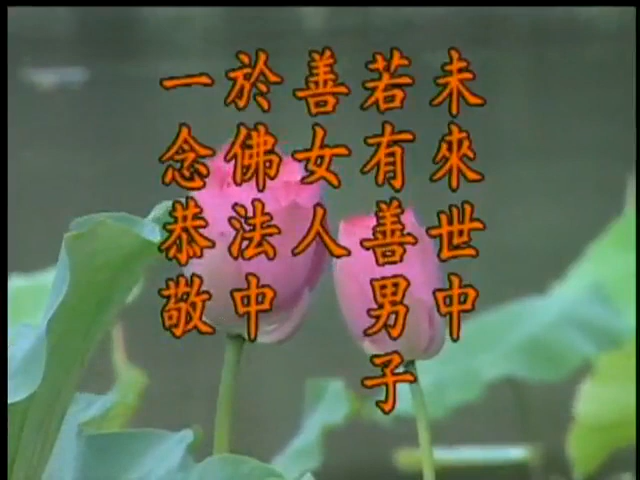 未來世中
若有善男子
善女人
於佛法中
一念恭敬